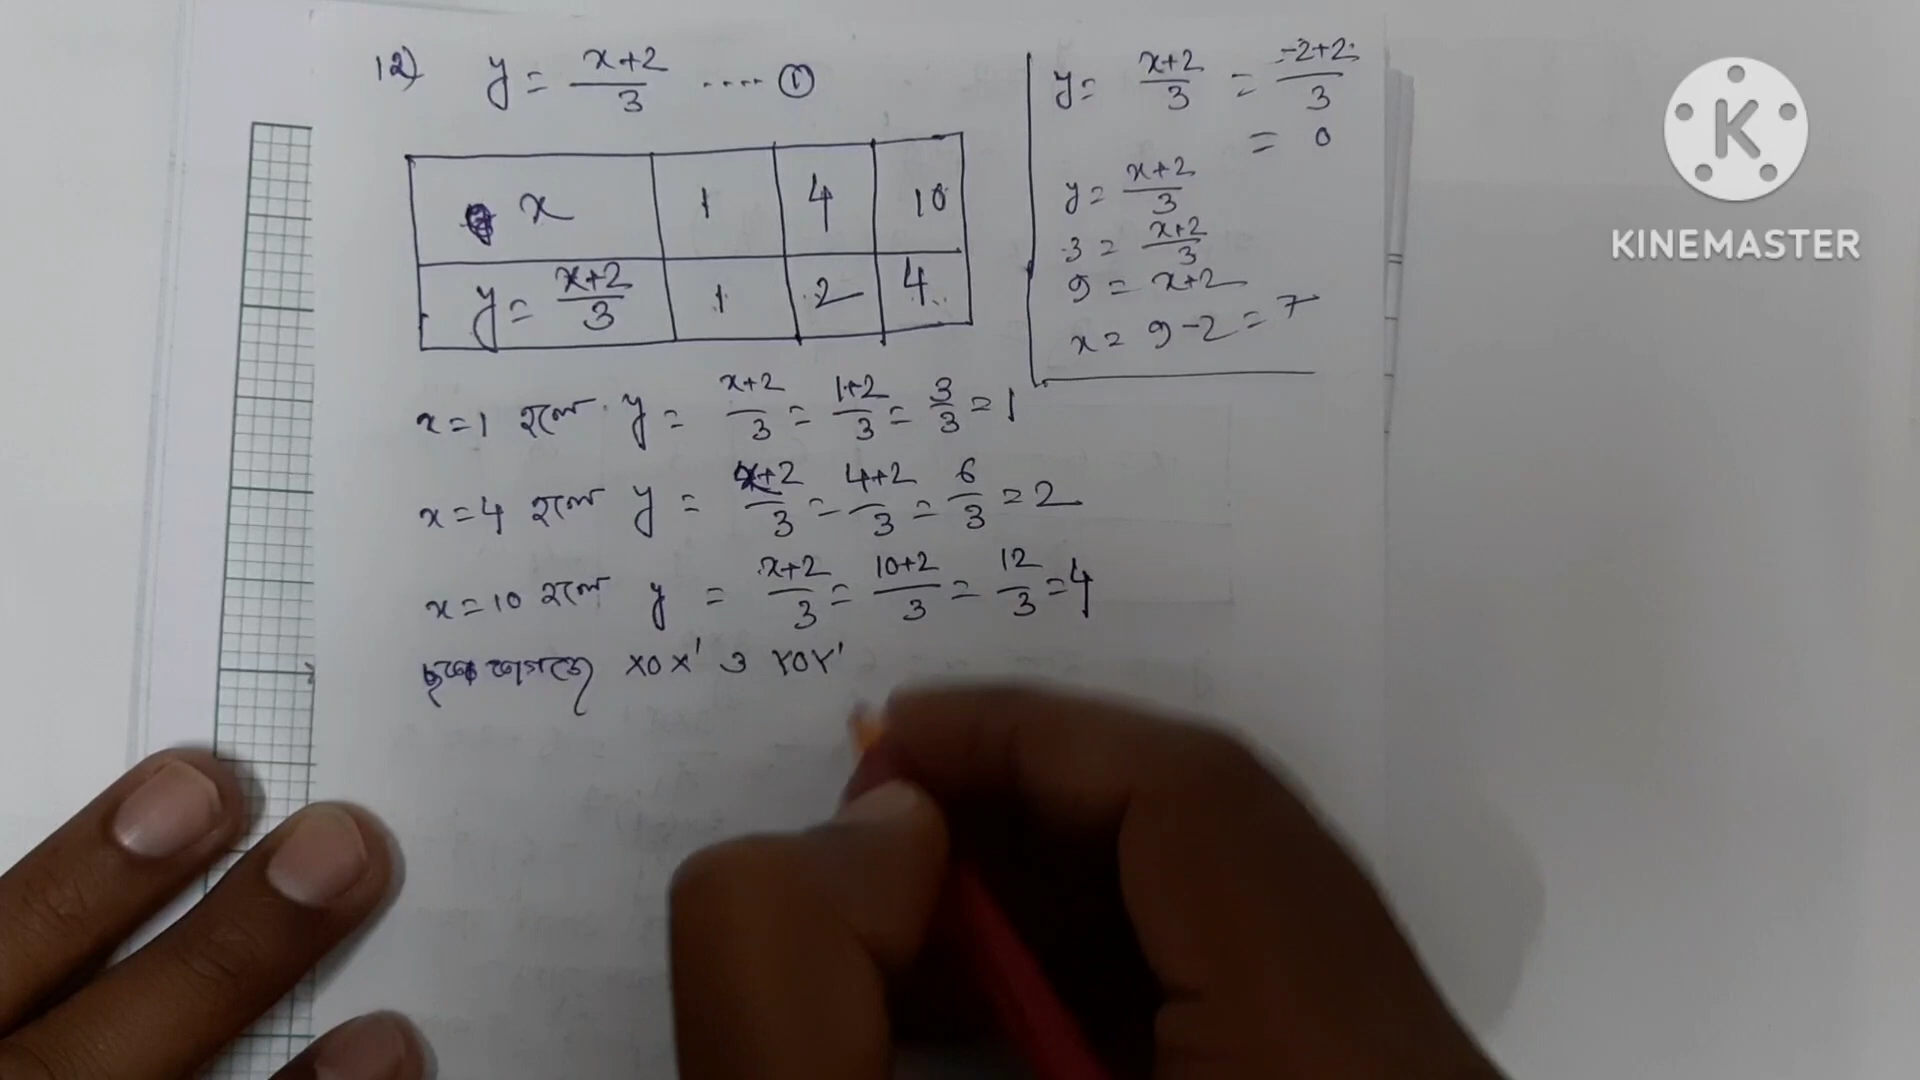 12) y = x+2/3 ..... ①
x 1 4 10
y = x+2/3 1 2 4
x=1 হলে y = x+2/3 = 1+2/3 = 3/3 = 1
x=4 হলে y = x+2/3 = 4+2/3 = 6/3 = 2
x=10 হলে y = x+2/3 = 10+2/3 = 12/3 = 4
ছক কাগজে XOX' ও YOY'
y = x+2/3 = -2+2/3
= 0
y = x+2/3
3 = x+2/3
9 = x+2
x = 9-2 = 7
K
KINEMASTER